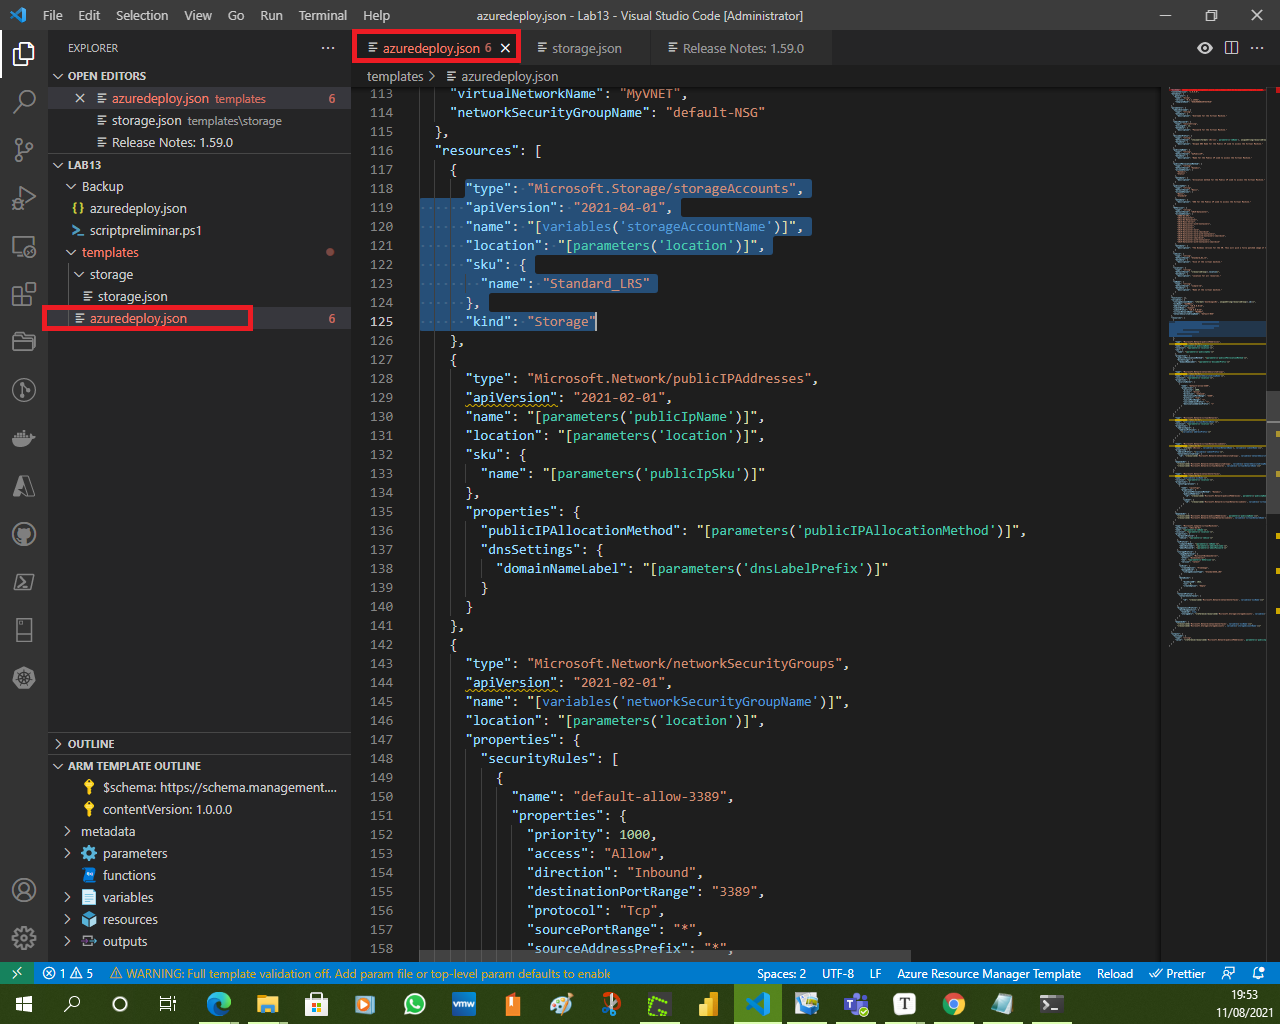 File Edit Selection View Go Run Terminal Help azuredeploy.json - Lab13 - Visual Studio Code [Administrator]
EXPLORER
OPEN EDITORS
azuredeploy.json templates 6
storage.json templates\storage
Release Notes: 1.59.0
LAB13
Backup
azuredeploy.json
scriptpreliminar.ps1
templates
storage
storage.json
azuredeploy.json 6
OUTLINE
ARM TEMPLATE OUTLINE
$schema: https://schema.management....
contentVersion: 1.0.0.0
metadata
parameters
functions
variables
resources
outputs
azuredeploy.json 6 storage.json Release Notes: 1.59.0
templates > azuredeploy.json
113 "virtualNetworkName": "MyVNET",
114 "networkSecurityGroupName": "default-NSG"
115 },
116 "resources": [
117 {
118 "type": "Microsoft.Storage/storageAccounts",
119 "apiVersion": "2021-04-01",
120 "name": "[variables('storageAccountName')]",
121 "location": "[parameters('location')]",
122 "sku": {
123 "name": "Standard_LRS"
124 },
125 "kind": "Storage"
126 },
127 {
128 "type": "Microsoft.Network/publicIPAddresses",
129 "apiVersion": "2021-02-01",
130 "name": "[parameters('publicIpName')]",
131 "location": "[parameters('location')]",
132 "sku": {
133 "name": "[parameters('publicIpSku')]"
134 },
135 "properties": {
136 "publicIPAllocationMethod": "[parameters('publicIPAllocationMethod')]",
137 "dnsSettings": {
138 "domainNameLabel": "[parameters('dnsLabelPrefix')]"
139 }
140 }
141 },
142 {
143 "type": "Microsoft.Network/networkSecurityGroups",
144 "apiVersion": "2021-02-01",
145 "name": "[variables('networkSecurityGroupName')]",
146 "location": "[parameters('location')]",
147 "properties": {
148 "securityRules": [
149 {
150 "name": "default-allow-3389",
151 "properties": {
152 "priority": 1000,
153 "access": "Allow",
154 "direction": "Inbound",
155 "destinationPortRange": "3389",
156 "protocol": "Tcp",
157 "sourcePortRange": "*",
158 "sourceAddressPrefix": "*",
1 5 WARNING: Full template validation off. Add param file or top-level param defaults to enable Spaces: 2 UTF-8 LF Azure Resource Manager Template Reload Prettier
vmw T
19:53
11/08/2021